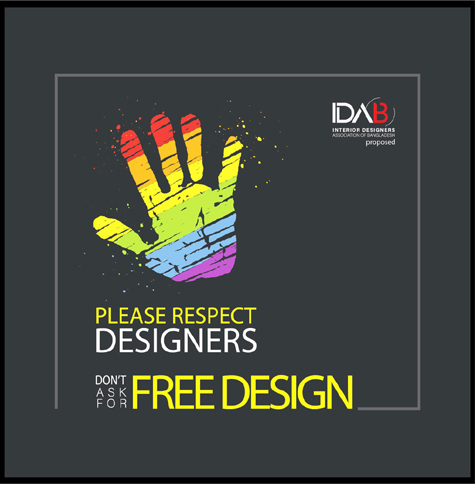 IDAB
INTERIOR DESIGNERS
ASSOCIATION OF BANGLADESH
proposed
PLEASE RESPECT
DESIGNERS
DON'T
ASK
FOR
FREE DESIGN